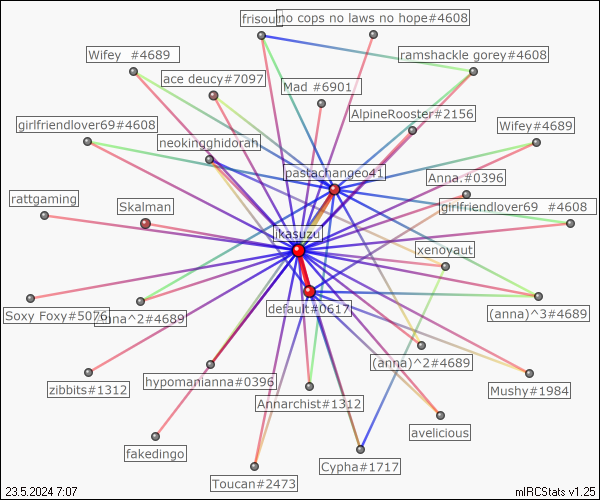 frisour
no cops no laws no hope#4608
Wifey #4689
ramshackle gorey#4608
ace deucy#7097
Mad #6901
AlpineRooster#2156
girlfriendlover69#4608
Wifey#4689
neokingghidorah
pastachangeo41
Anna.#0396
rattgaming
Skalman
girlfriendlover69 #4608
jkasuzu
xenoyaut
Soxy Foxy#5076
anna^2#4689
default#0617
(anna)^3#4689
(anna)^2#4689
zibbits#1312
hypomanianna#0396
Mushy#1984
Annarchist#1312
avelicious
fakedingo
Cypha#1717
Toucan#2473
23.5.2024 7:07
mIRCStats v1.25